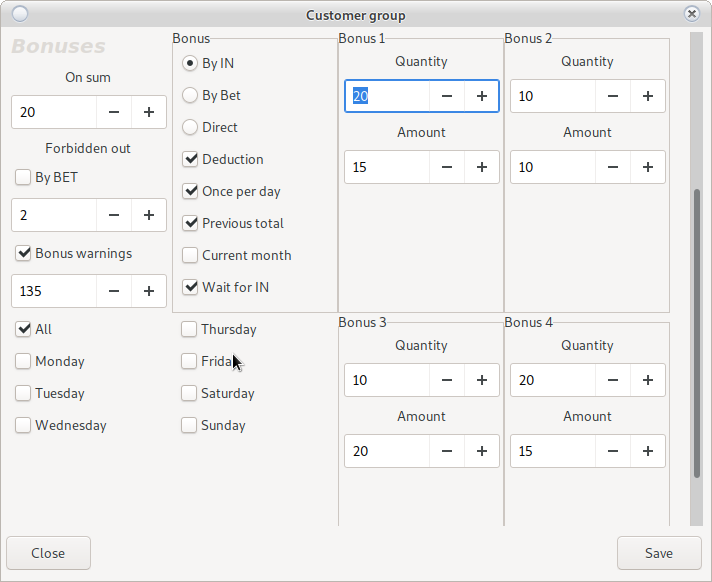 Customer group
Bonuses
On sum
20
Forbidden out
By BET
2
Bonus warnings
135
All
Monday
Tuesday
Wednesday
Bonus
By IN
By Bet
Direct
Deduction
Once per day
Previous total
Current month
Wait for IN
Thursday
Friday
Saturday
Sunday
Bonus 1
Quantity
20
Amount
15
Bonus 2
Quantity
10
Amount
10
Bonus 3
Quantity
10
Amount
20
Bonus 4
Quantity
20
Amount
15
Close
Save